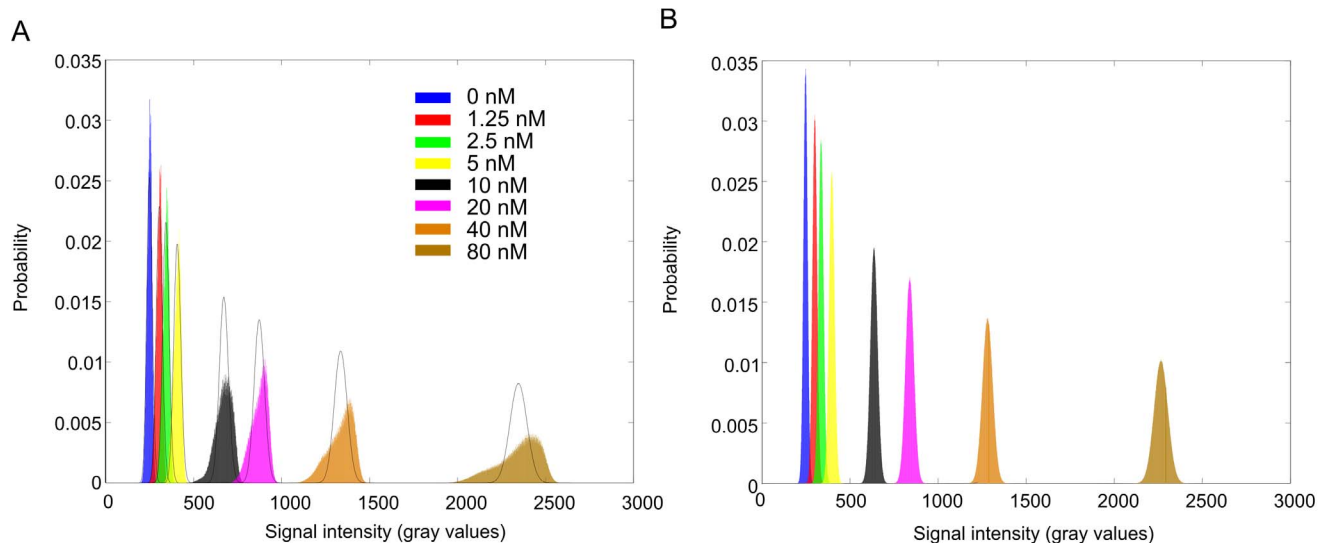 A
0.035
0.03
0.025
0.02
0.015
0.01
0.005
0
Probability
0 nM
1.25 nM
2.5 nM
5 nM
10 nM
20 nM
40 nM
80 nM
0 500 1000 1500 2000 2500 3000
Signal intensity (gray values)
B
0.035
0.03
0.025
0.02
0.015
0.01
0.005
0
Probability
0 500 1000 1500 2000 2500 3000
Signal intensity (gray values)